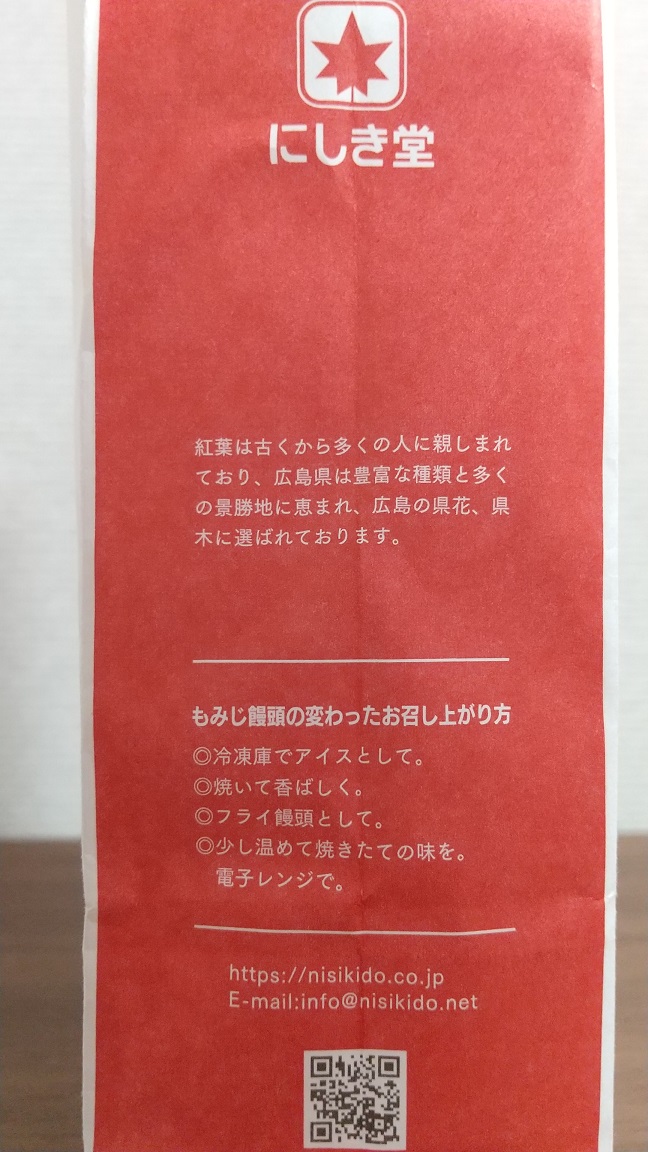 にしき堂
紅葉は古くから多くの人に親しまれ
ており、広島県は豊富な種類と多く
の景勝地に恵まれ、広島の県花、県
木に選ばれております。
もみじ饅頭の変わったお召し上がり方
◎冷凍庫でアイスとして。
◎焼いて香ばしく。
◎フライ饅頭として。
◎少し温めて焼きたての味を。
電子レンジで。
https://nisikido.co.jp
E-mail:info@nisikido.net